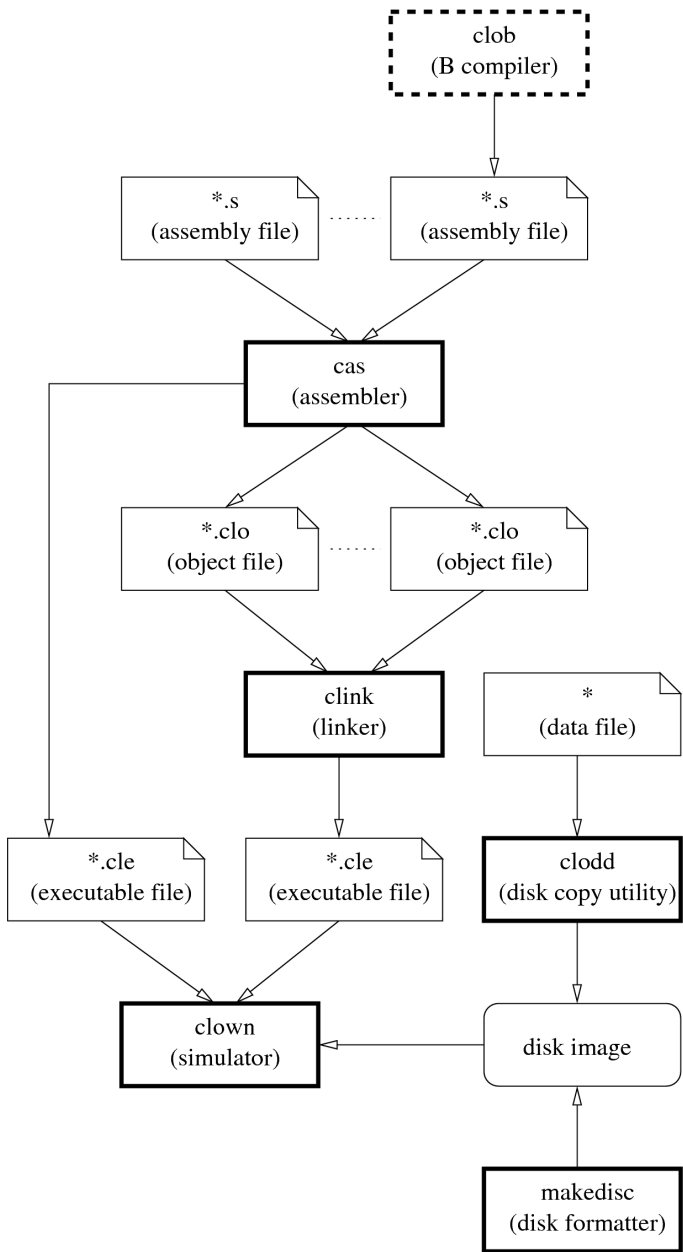 clob
(B compiler)
*.s
(assembly file)
*.s
(assembly file)
cas
(assembler)
*.clo
(object file)
*.clo
(object file)
clink
(linker)
*
(data file)
*.cle
(executable file)
*.cle
(executable file)
clodd
(disk copy utility)
clown
(simulator)
disk image
makedisc
(disk formatter)